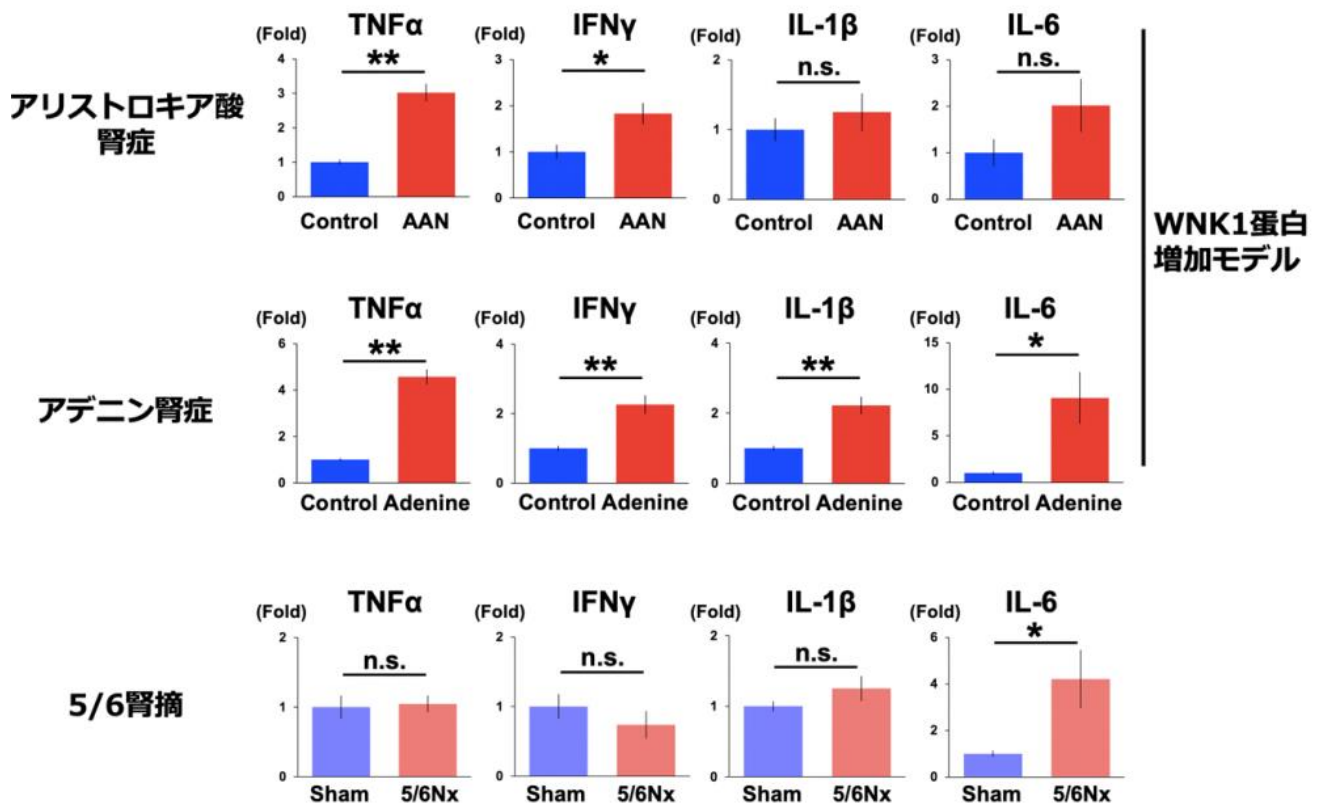 TNFα IFNγ IL-1β IL-6
(Fold) (Fold) (Fold) (Fold)
** * n.s. n.s.
4 3 2 3
3 2 1 2
2 1 0 1
1 0 0
0
アリストロキア酸
腎症
Control AAN Control AAN Control AAN Control AAN
WNK1蛋白
増加モデル
TNFα IFNγ IL-1β IL-6
(Fold) (Fold) (Fold) (Fold)
** ** ** *
6 4 4 15
4 2 2 10
2 0 0 5
0 0
アデニン腎症
Control Adenine Control Adenine Control Adenine Control Adenine
TNFα IFNγ IL-1β IL-6
(Fold) (Fold) (Fold) (Fold)
n.s. n.s. n.s. *
2 2 2 6
1 1 1 4
0 0 0 2
0
5/6腎摘
Sham 5/6Nx Sham 5/6Nx Sham 5/6Nx Sham 5/6Nx